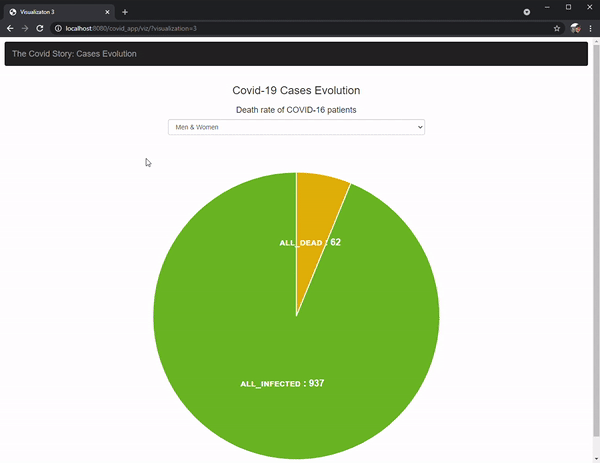 Visualization 3
localhost:8080/covid_app/viz/?visualization=3
The Covid Story: Cases Evolution
Covid-19 Cases Evolution
Death rate of COVID-16 patients
Men & Women
ALL_DEAD : 62
ALL_INFECTED : 937